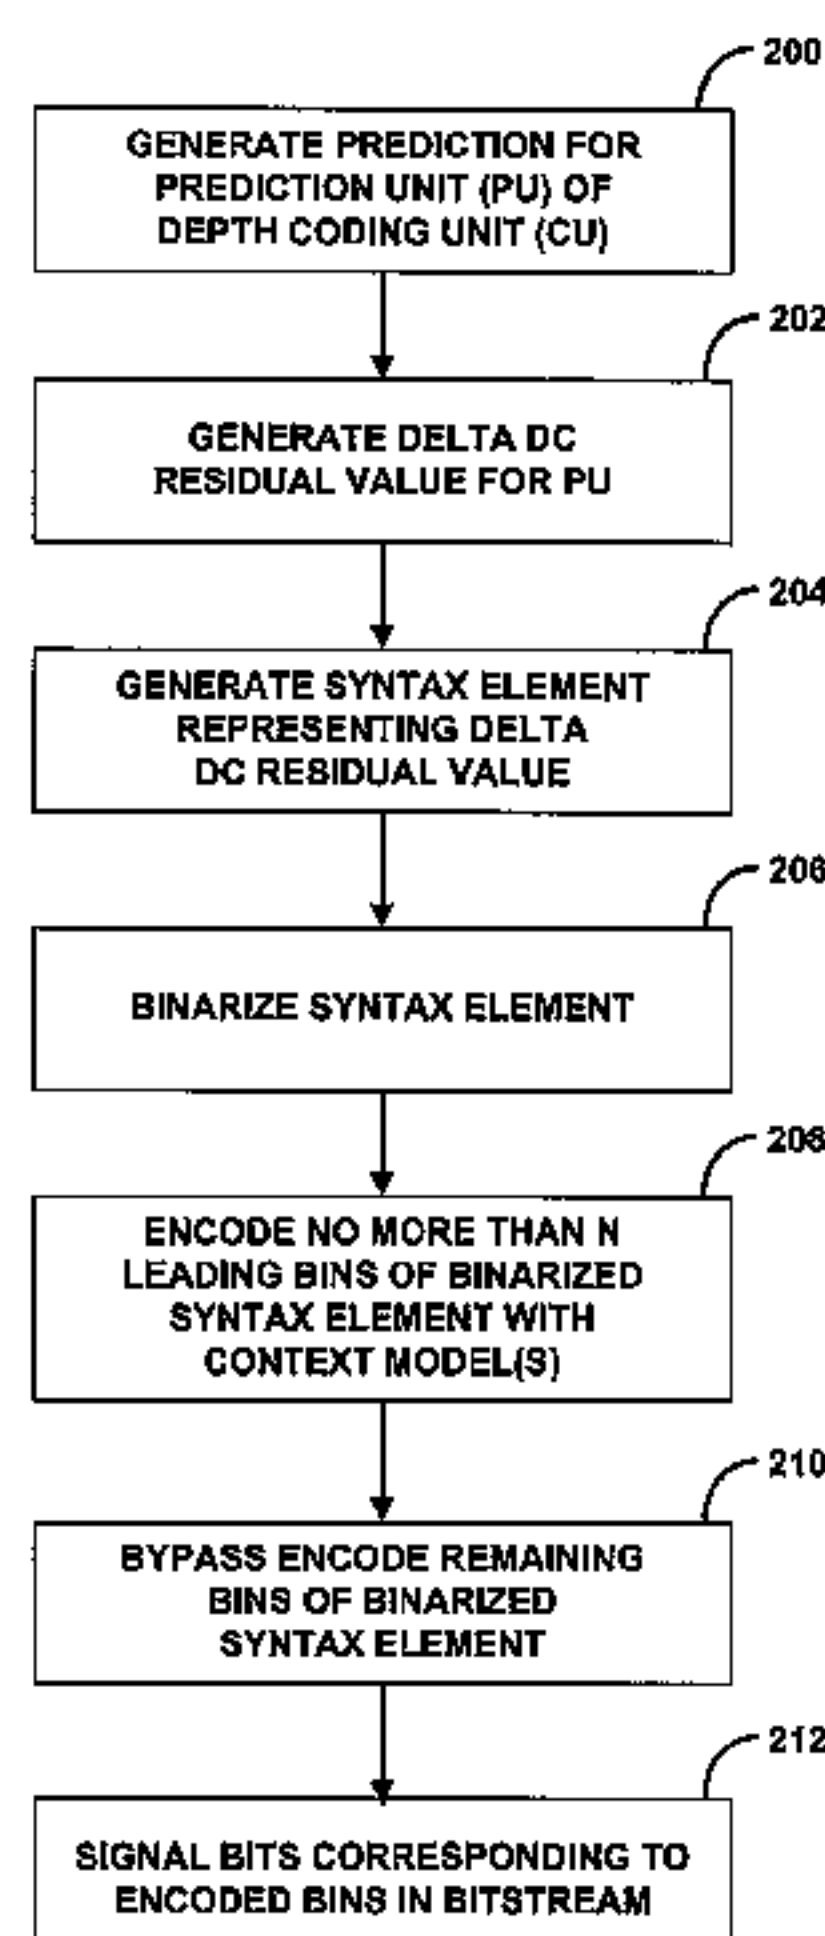 200
GENERATE PREDICTION FOR
PREDICTION UNIT (PU) OF
DEPTH CODING UNIT (CU)
202
GENERATE DELTA DC
RESIDUAL VALUE FOR PU
204
GENERATE SYNTAX ELEMENT
REPRESENTING DELTA
DC RESIDUAL VALUE
206
BINARIZE SYNTAX ELEMENT
208
ENCODE NO MORE THAN N
LEADING BINS OF BINARIZED
SYNTAX ELEMENT WITH
CONTEXT MODEL(S)
210
BYPASS ENCODE REMAINING
BINS OF BINARIZED
SYNTAX ELEMENT
212
SIGNAL BITS CORRESPONDING TO
ENCODED BINS IN BITSTREAM